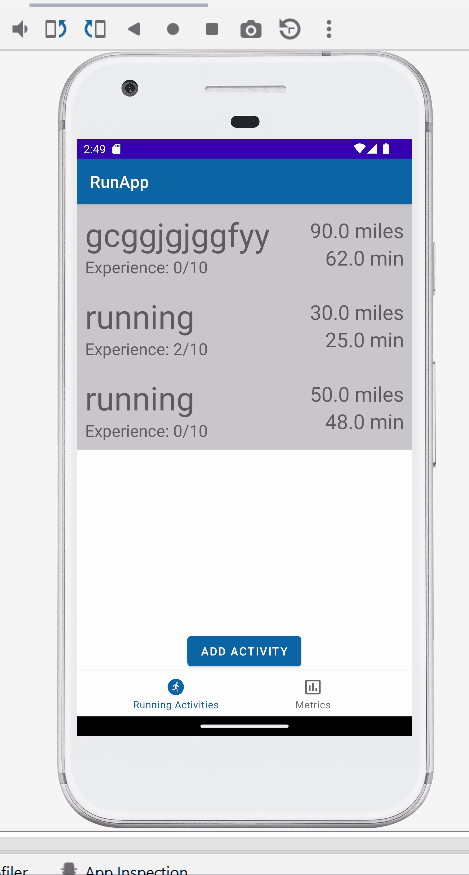 2:49
RunApp
gcggjgjggfyy
90.0 miles
Experience: 0/10
62.0 min
running
30.0 miles
Experience: 2/10
25.0 min
running
50.0 miles
Experience: 0/10
48.0 min
ADD ACTIVITY
Running Activities
Metrics
App Inspection